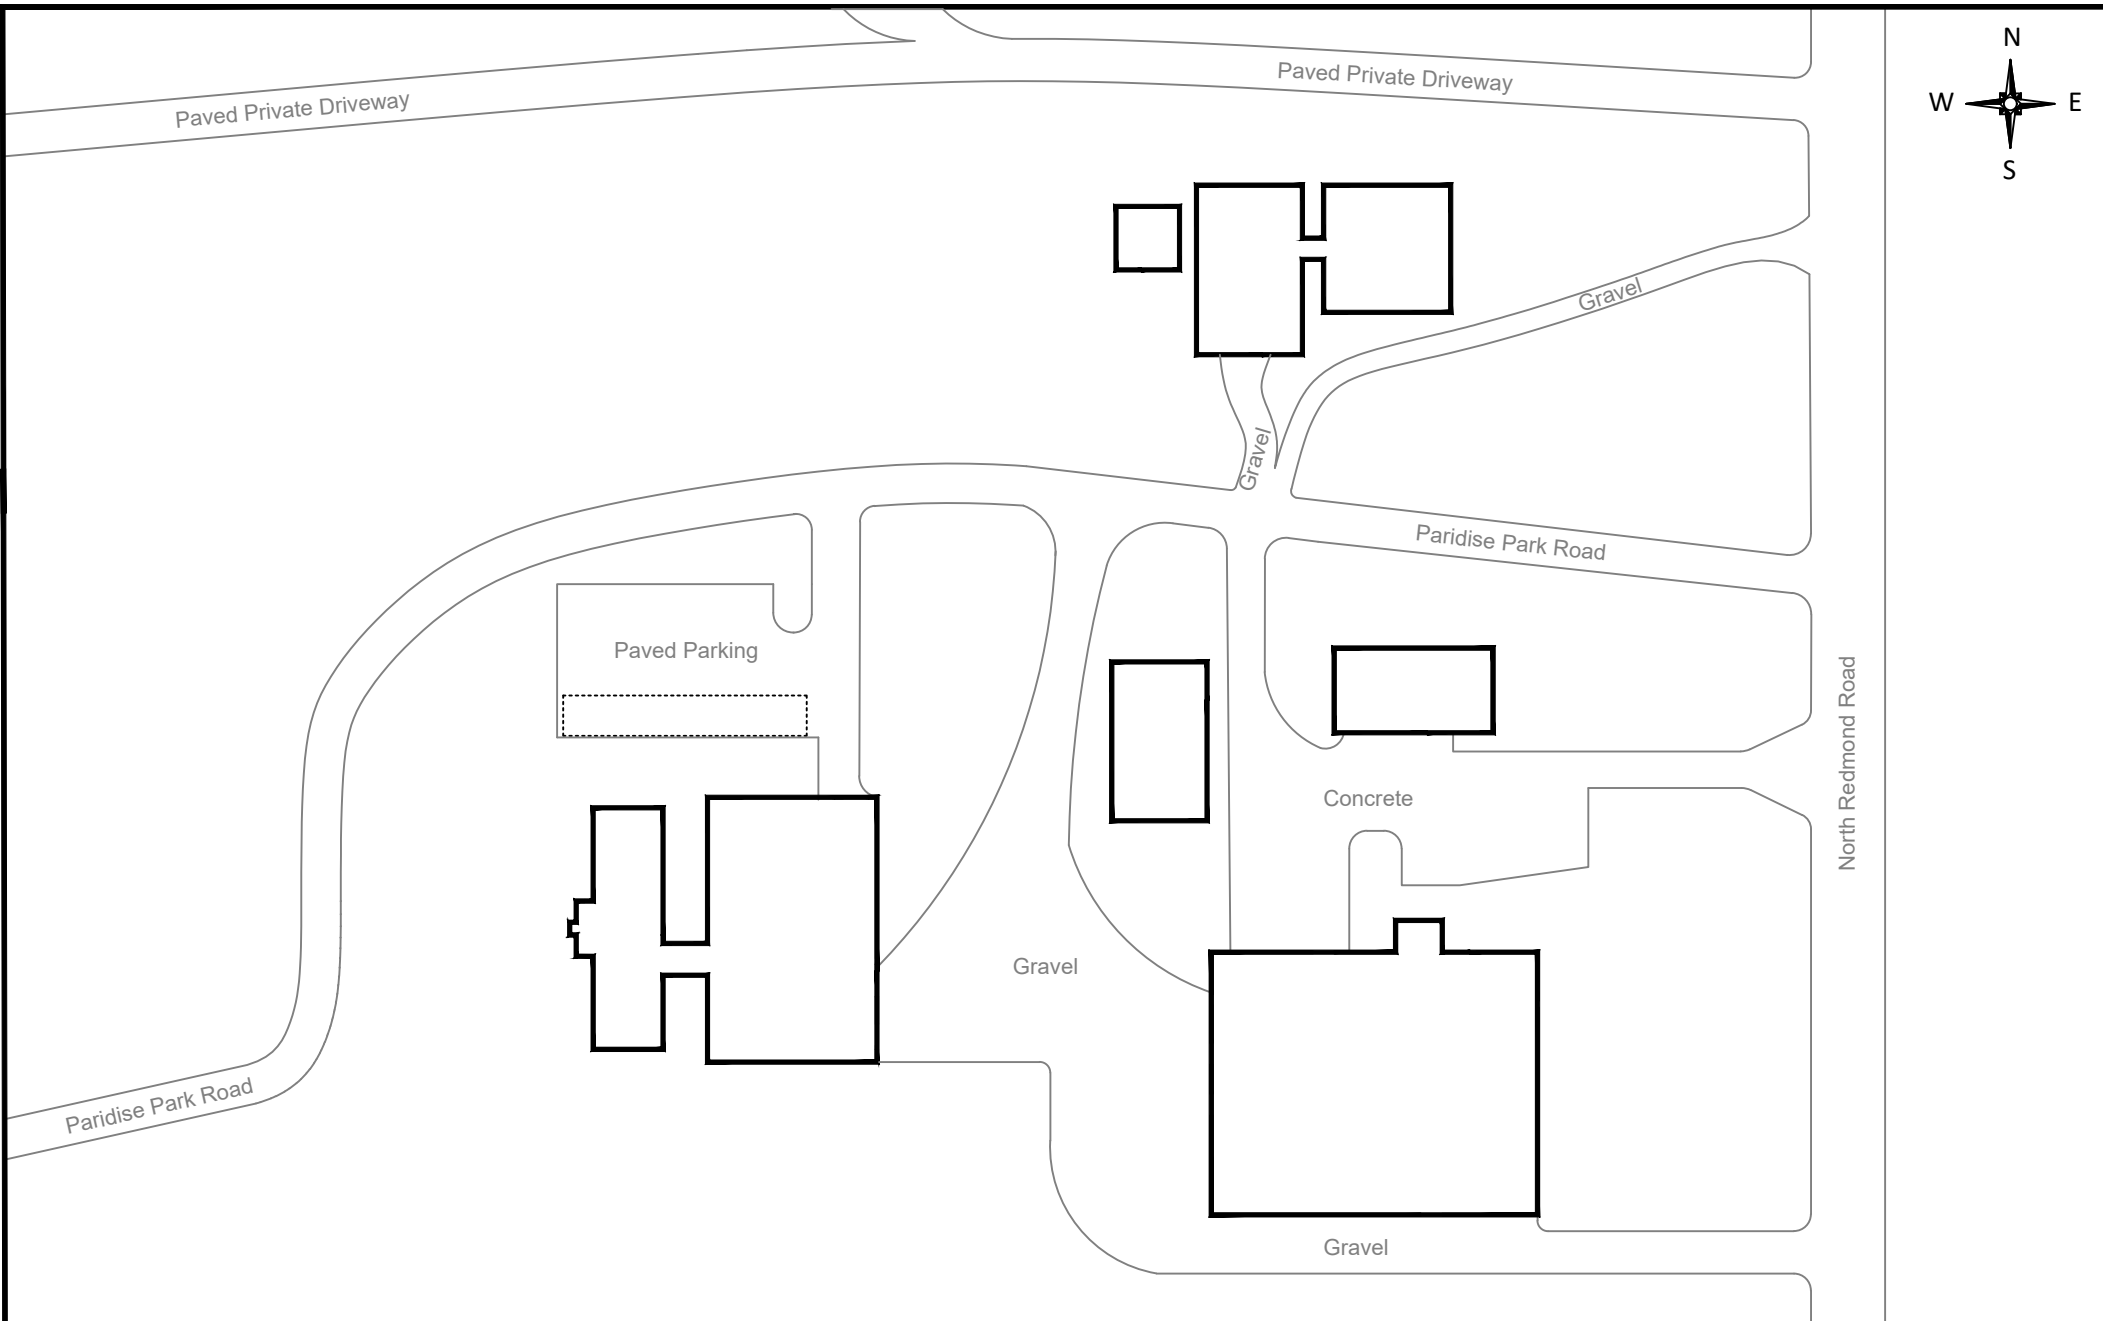 N
Paved Private Driveway
W
E
Paved Private Driveway
S
Gravel
Gravel
Paridise Park Road
Paved Parking
North Redmond Road
Concrete
Gravel
Paridise Park Road
Gravel